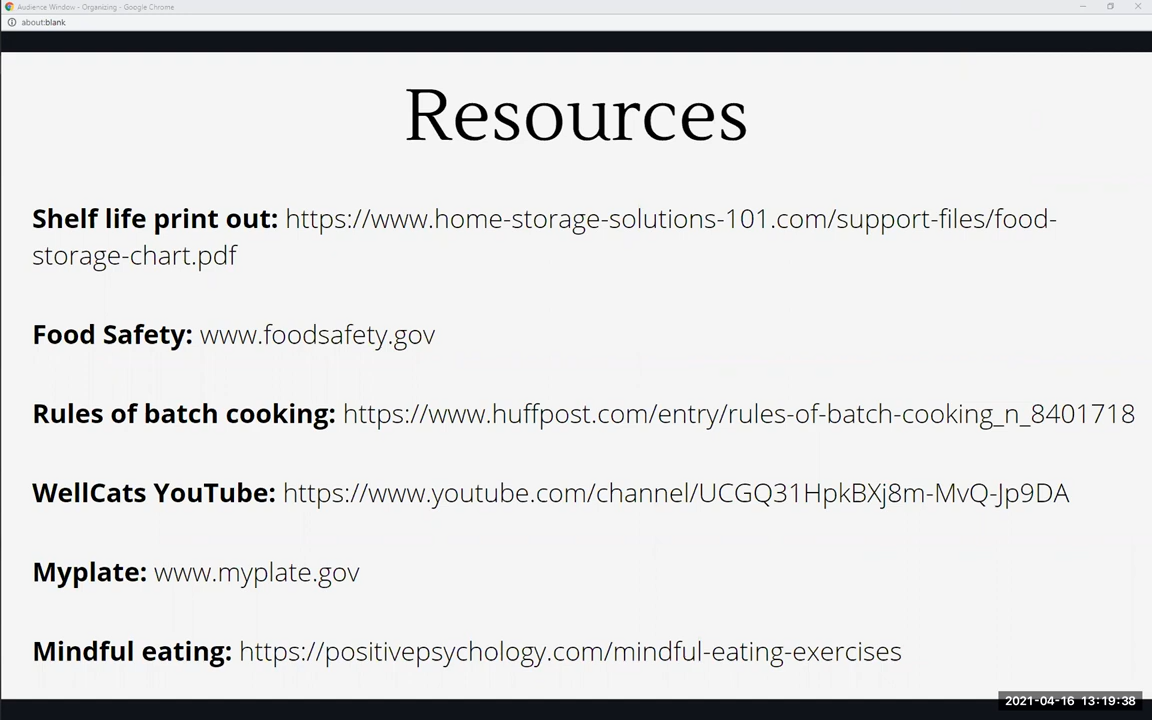 Audience Window - Organizing - Google Chrome
about:blank
Resources
Shelf life print out: https://www.home-storage-solutions-101.com/support-files/food-
storage-chart.pdf
Food Safety: www.foodsafety.gov
Rules of batch cooking: https://www.huffpost.com/entry/rules-of-batch-cooking_n_8401718
WellCats YouTube: https://www.youtube.com/channel/UCGQ31HpkBXj8m-MvQ-Jp9DA
Myplate: www.myplate.gov
Mindful eating: https://positivepsychology.com/mindful-eating-exercises
2021-04-16 13:19:38